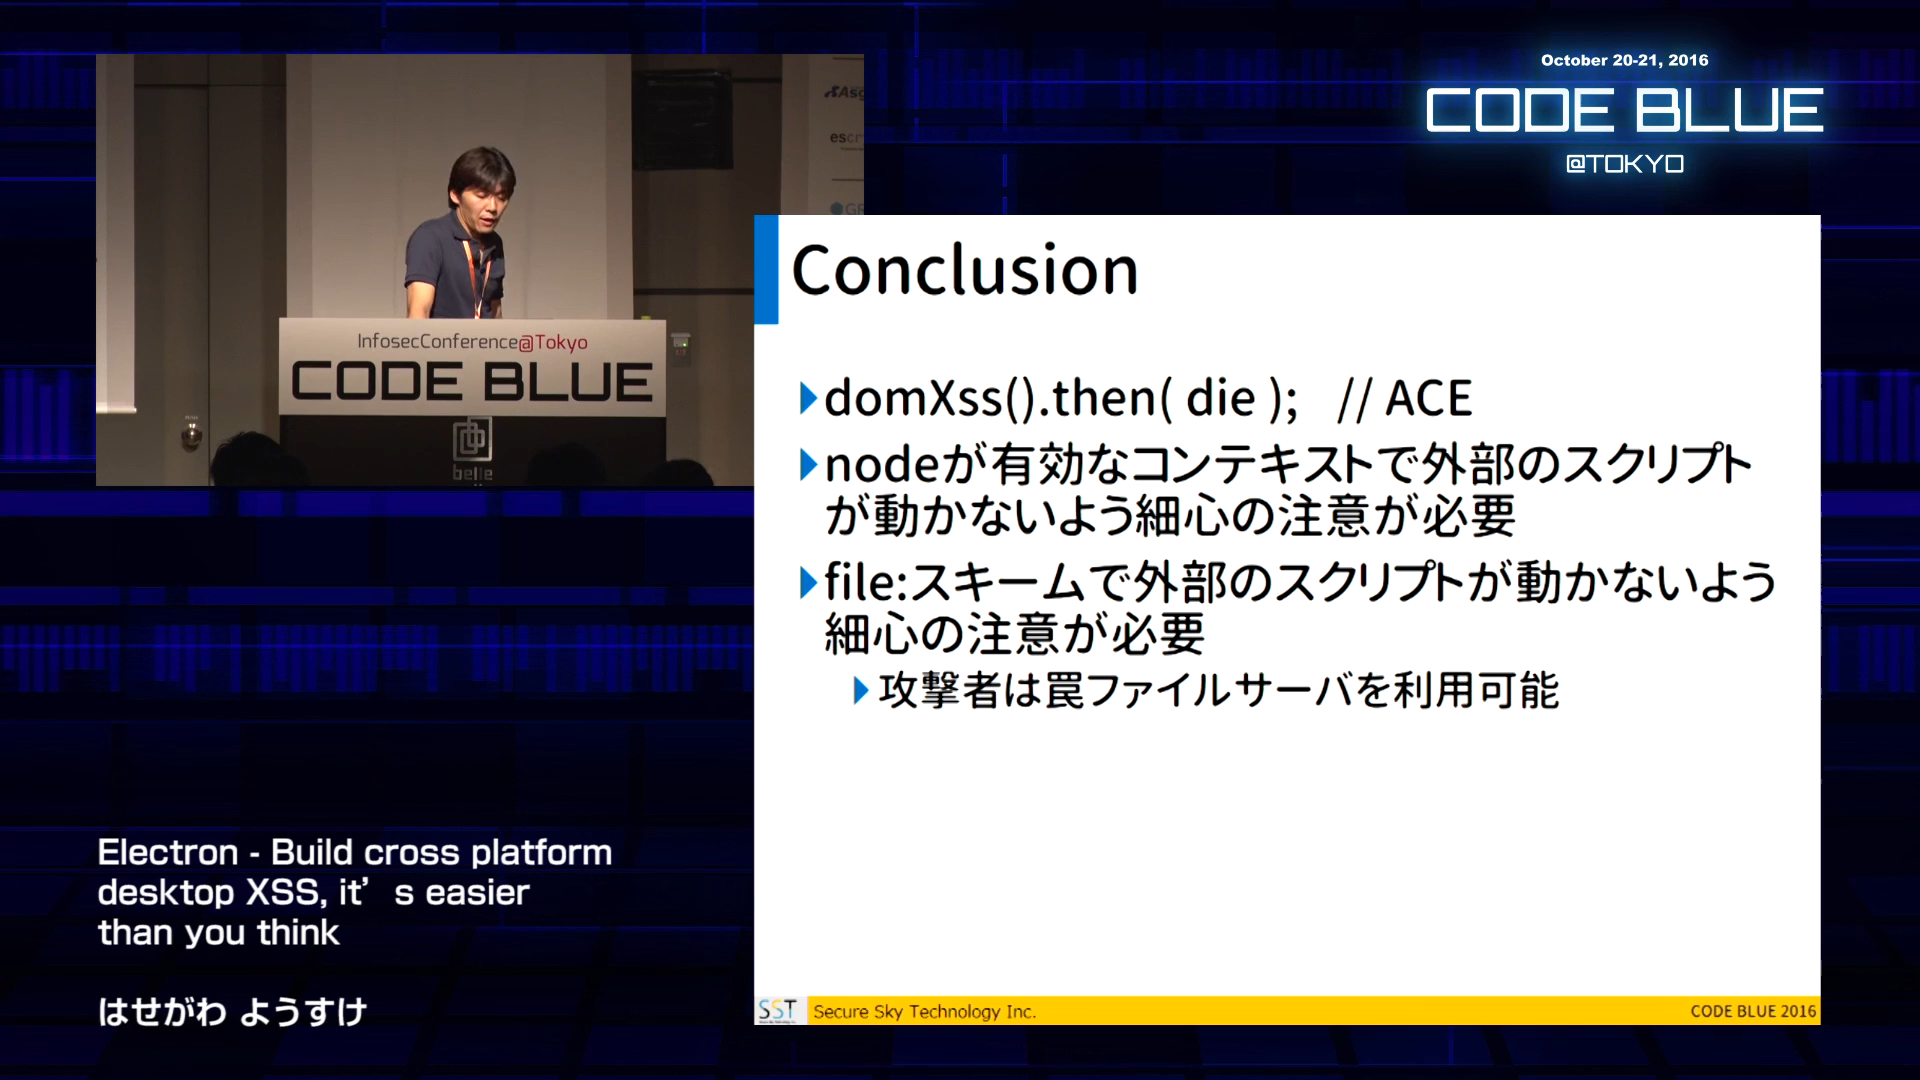 October 20-21, 2016
CODE BLUE
@TOKYO
InfosecConference@Tokyo
CODE BLUE
belle
Conclusion
domXss().then( die );   // ACE
nodeが有効なコンテキストで外部のスクリプト
が動かないよう細心の注意が必要
file:スキームで外部のスクリプトが動かないよう
細心の注意が必要
攻撃者は罠ファイルサーバを利用可能
SST
Secure Sky Technology Inc.
CODE BLUE 2016
Electron - Build cross platform
desktop XSS, it’s easier
than you think
はせがわ ようすけ